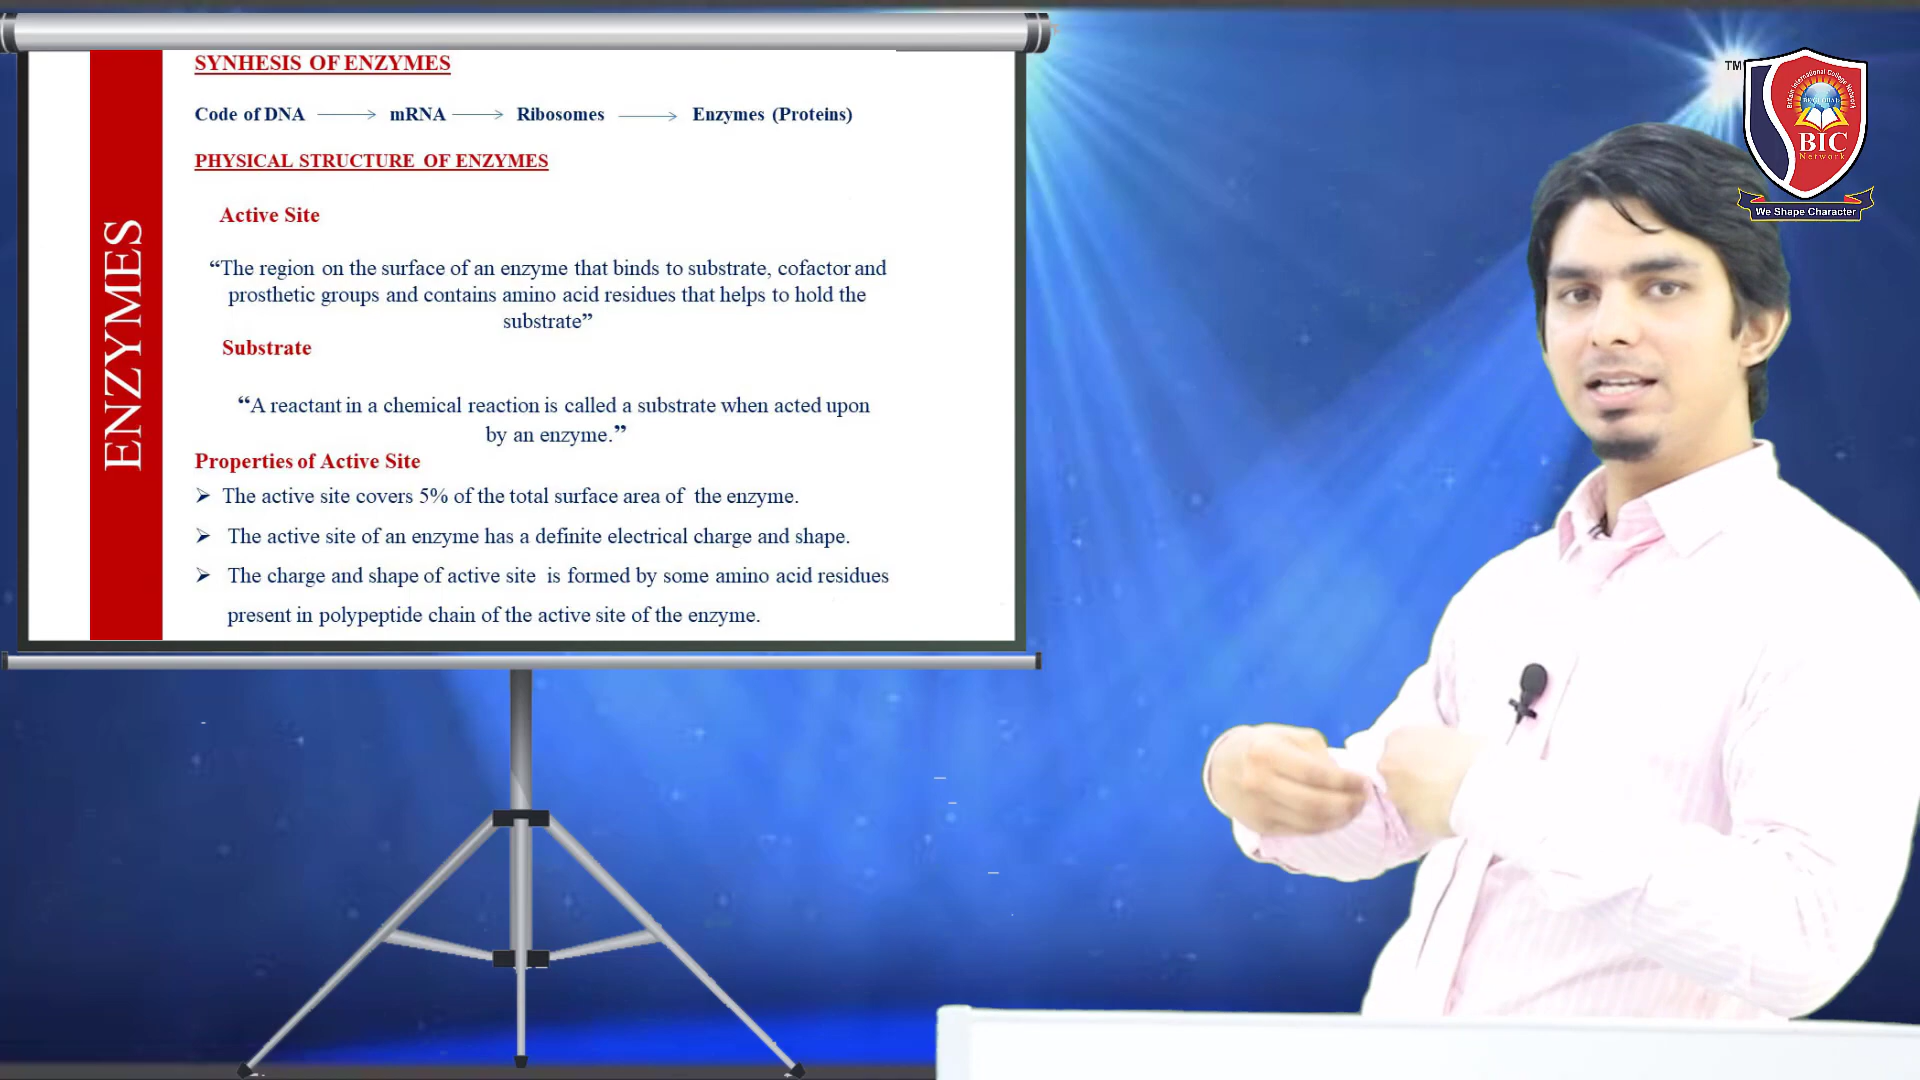 SYNHESIS OF ENZYMES
Code of DNA mRNA Ribosomes Enzymes (Proteins)
PHYSICAL STRUCTURE OF ENZYMES
Active Site
“The region on the surface of an enzyme that binds to substrate, cofactor and
prosthetic groups and contains amino acid residues that helps to hold the
substrate”
Substrate
“A reactant in a chemical reaction is called a substrate when acted upon
by an enzyme.”
Properties of Active Site
➢ The active site covers 5% of the total surface area of the enzyme.
➢ The active site of an enzyme has a definite electrical charge and shape.
➢ The charge and shape of active site is formed by some amino acid residues
present in polypeptide chain of the active site of the enzyme.
ENZYMES
TM
Britain International College Network
BIC
Network
We Shape Character